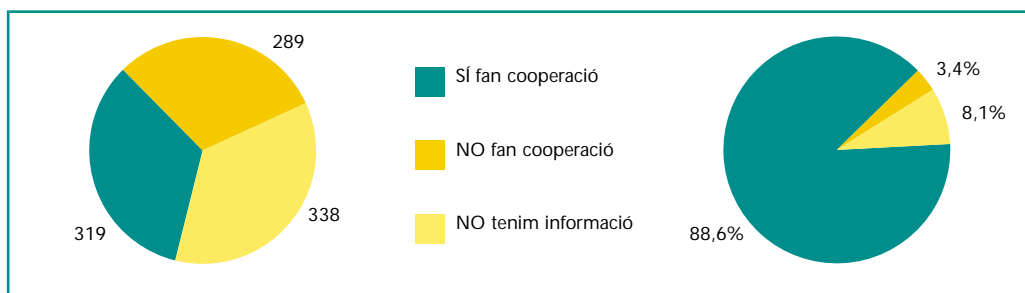 289
319
338
SÍ fan cooperació
NO fan cooperació
NO tenim informació
3,4%
8,1%
88,6%